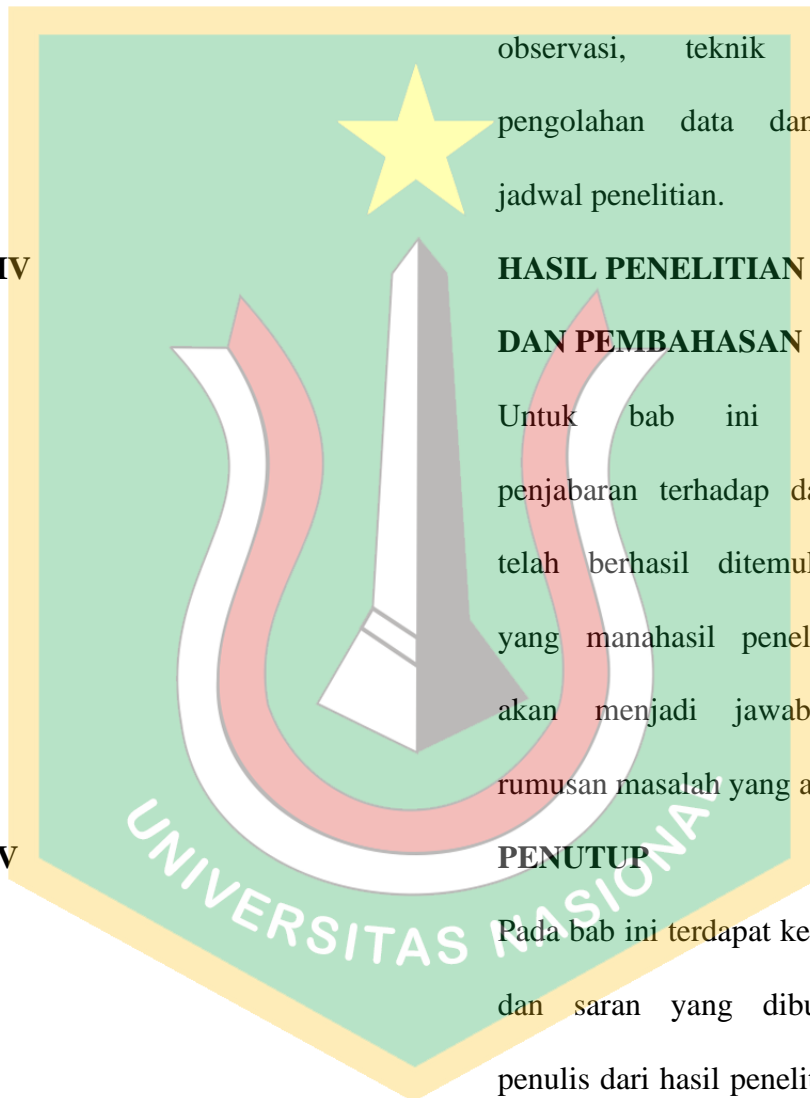 observasi, teknik
pengolahan data dan
jadwal penelitian.
IV
HASIL PENELITIAN
DAN PEMBAHASAN
Untuk bab ini
penjabaran terhadap da
telah berhasil ditemu
yang manahasil penel
akan menjadi jawab
rumusan masalah yang a
V
PENUTUP
Pada bab ini terdapat ke
dan saran yang dibu
penulis dari hasil peneli
UNIVERSITAS NASIONAL